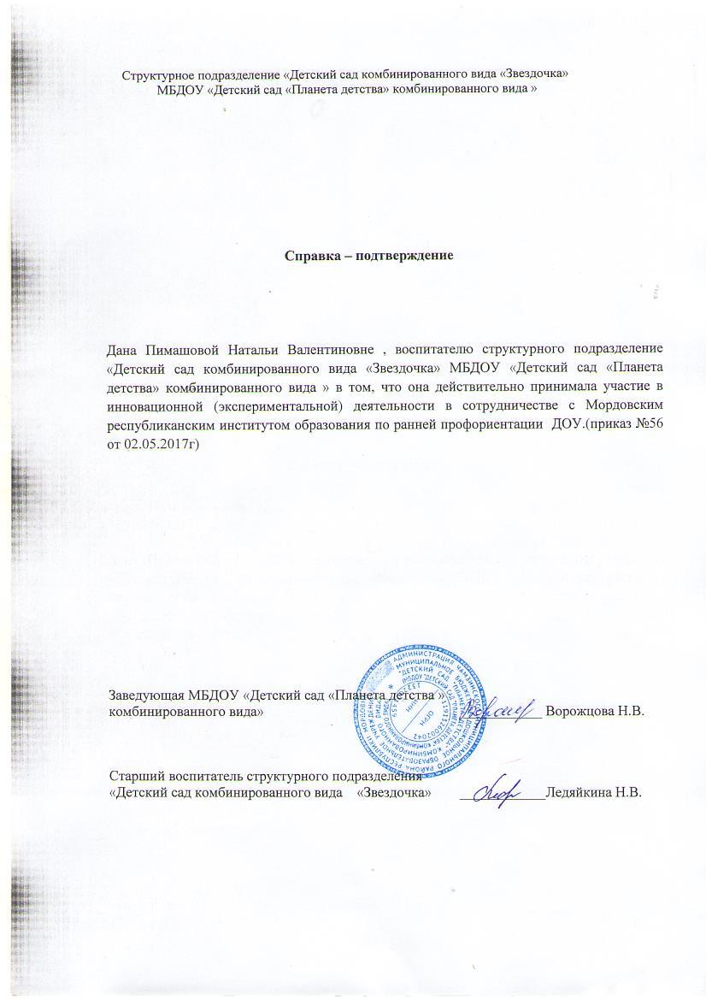 Структурное подразделение «Детский сад комбинированного вида «Звездочка»
МБДОУ «Детский сад «Планета детства» комбинированного вида »
Справка – подтверждение
Дана Пимашовой Натальи Валентиновне , воспитателю структурного подразделение
«Детский сад комбинированного вида «Звездочка» МБДОУ «Детский сад «Планета
детства» комбинированного вида » в том, что она действительно принимала участие в
инновационной (экспериментальной) деятельности в сотрудничестве с Мордовским
республиканским институтом образования по ранней профориентации ДОУ.(приказ №56
от 02.05.2017г)
Заведующая МБДОУ «Детский сад «Планета детства »
комбинированного вида» Ворожцова Н.В.
Старший воспитатель структурного подразделения
«Детский сад комбинированного вида «Звездочка» Ледяйкина Н.В.